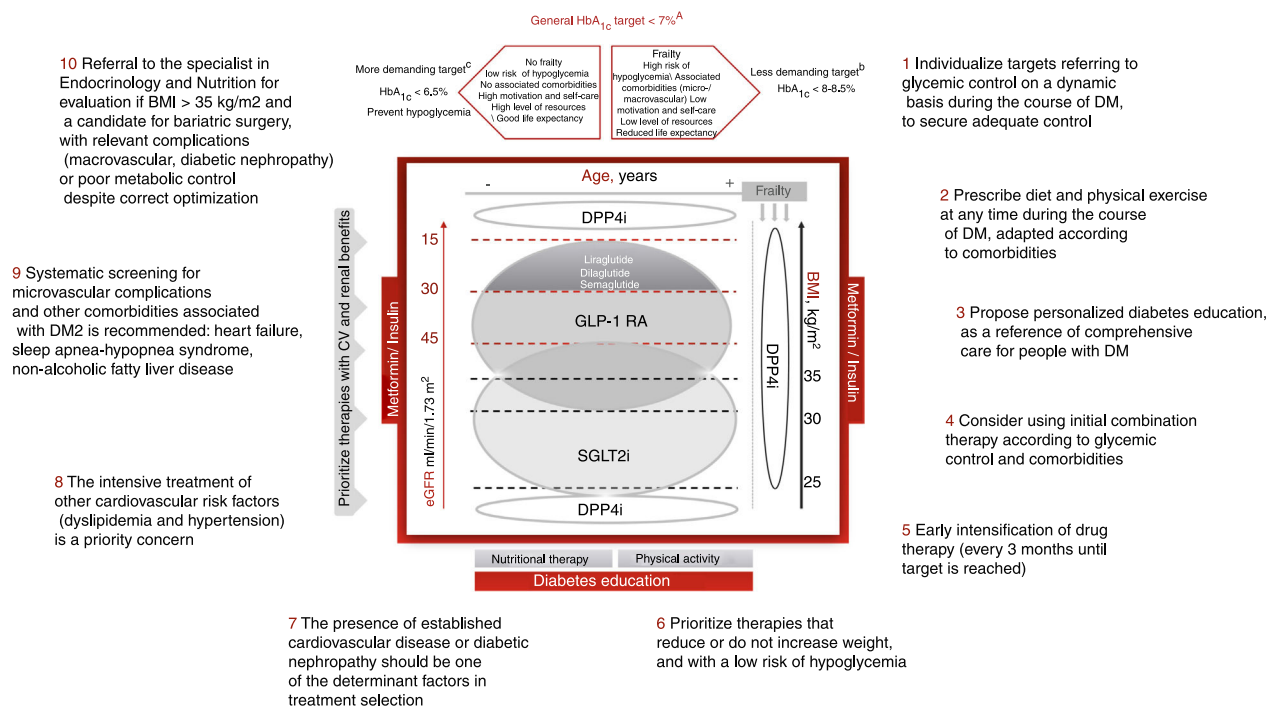 General HbA1c target < 7%A
More demanding targetc
HbA1c < 6.5%
Prevent hypoglycemia
No frailty
low risk of hypoglycemia
No associated comorbidities
High motivation and self-care
High level of resources
\ Good life expectancy
Frailty
High risk of
hypoglycemia\ Associated
comorbidities (micro-/
macrovascular) Low
motivation and self-care
Low level of resources
Reduced life expectancy
Less demanding targetb
HbA1c < 8-8.5%
10 Referral to the specialist in
Endocrinology and Nutrition for
evaluation if BMI > 35 kg/m2 and
a candidate for bariatric surgery,
with relevant complications
(macrovascular, diabetic nephropathy)
or poor metabolic control
despite correct optimization
9 Systematic screening for
microvascular complications
and other comorbidities associated
with DM2 is recommended: heart failure,
sleep apnea-hypopnea syndrome,
non-alcoholic fatty liver disease
8 The intensive treatment of
other cardiovascular risk factors
(dyslipidemia and hypertension)
is a priority concern
Prioritize therapies with CV and renal benefits
Metformin/ Insulin
Age, years
-
+
Frailty
DPP4i
15
30
45
eGFR ml/min/1.73 m2
Liraglutide
Dilaglutide
Semaglutide
GLP-1 RA
SGLT2i
DPP4i
DPP4i
BMI, kg/m2
35
30
25
Metformin / Insulin
Nutritional therapy
Physical activity
Diabetes education
1 Individualize targets referring to
glycemic control on a dynamic
basis during the course of DM,
to secure adequate control
2 Prescribe diet and physical exercise
at any time during the course
of DM, adapted according
to comorbidities
3 Propose personalized diabetes education,
as a reference of comprehensive
care for people with DM
4 Consider using initial combination
therapy according to glycemic
control and comorbidities
5 Early intensification of drug
therapy (every 3 months until
target is reached)
7 The presence of established
cardiovascular disease or diabetic
nephropathy should be one
of the determinant factors in
treatment selection
6 Prioritize therapies that
reduce or do not increase weight,
and with a low risk of hypoglycemia